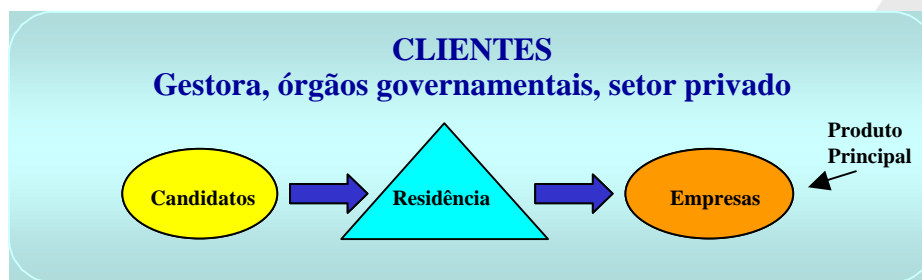 CLIENTES
Gestora, órgãos governamentais, setor privado
Produto
Principal
Candidatos
Residência
Empresas